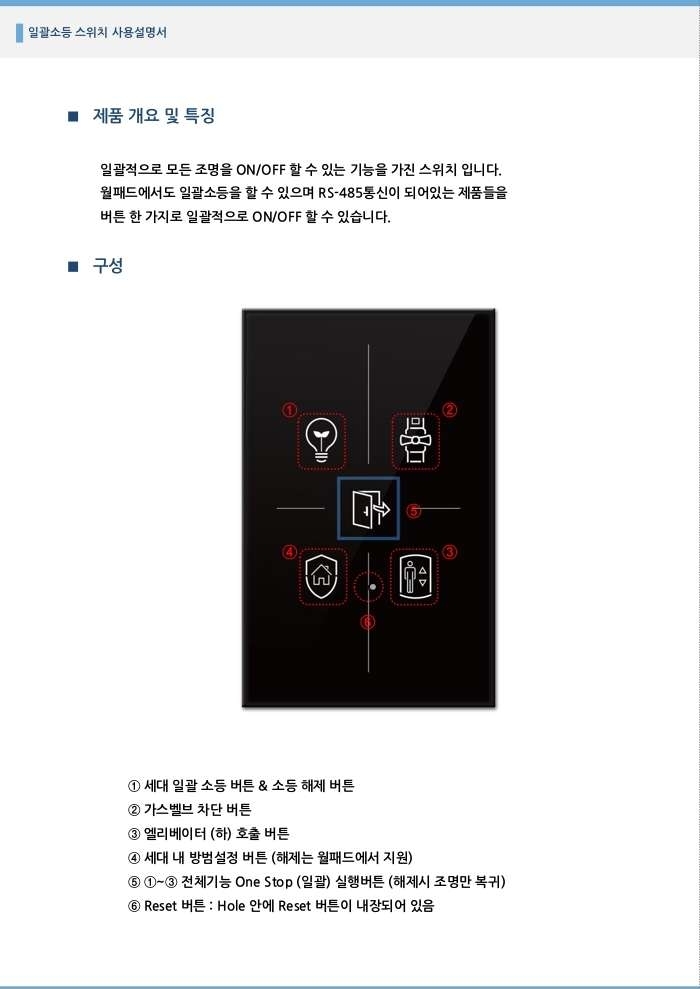 일괄소등 스위치 사용설명서
■ 제품 개요 및 특징
일괄적으로 모든 조명을 ON/OFF 할 수 있는 기능을 가진 스위치 입니다.
월패드에서도 일괄소등을 할 수 있으며 RS-485통신이 되어있는 제품들을
버튼 한 가지로 일괄적으로 ON/OFF 할 수 있습니다.
■ 구성
①
②
⑤
④
③
⑥
① 세대 일괄 소등 버튼 & 소등 해제 버튼
② 가스벨브 차단 버튼
③ 엘리베이터 (하) 호출 버튼
④ 세대 내 방범설정 버튼 (해제는 월패드에서 지원)
⑤ ①~③ 전체기능 One Stop (일괄) 실행버튼 (해제시 조명만 복귀)
⑥ Reset 버튼 : Hole 안에 Reset 버튼이 내장되어 있음